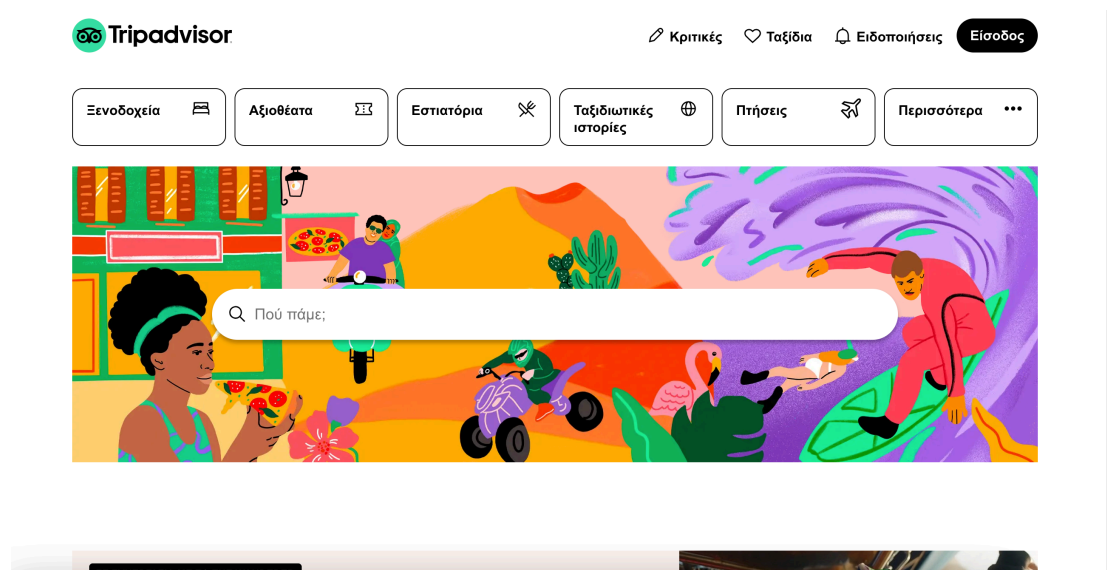 Tripadvisor
Κριτικές
Ταξίδια
Ειδοποιήσεις
Είσοδος
Ξενοδοχεία
Αξιοθέατα
Εστιατόρια
Ταξιδιωτικές
ιστορίες
Πτήσεις
Περισσότερα
Πού πάμε;